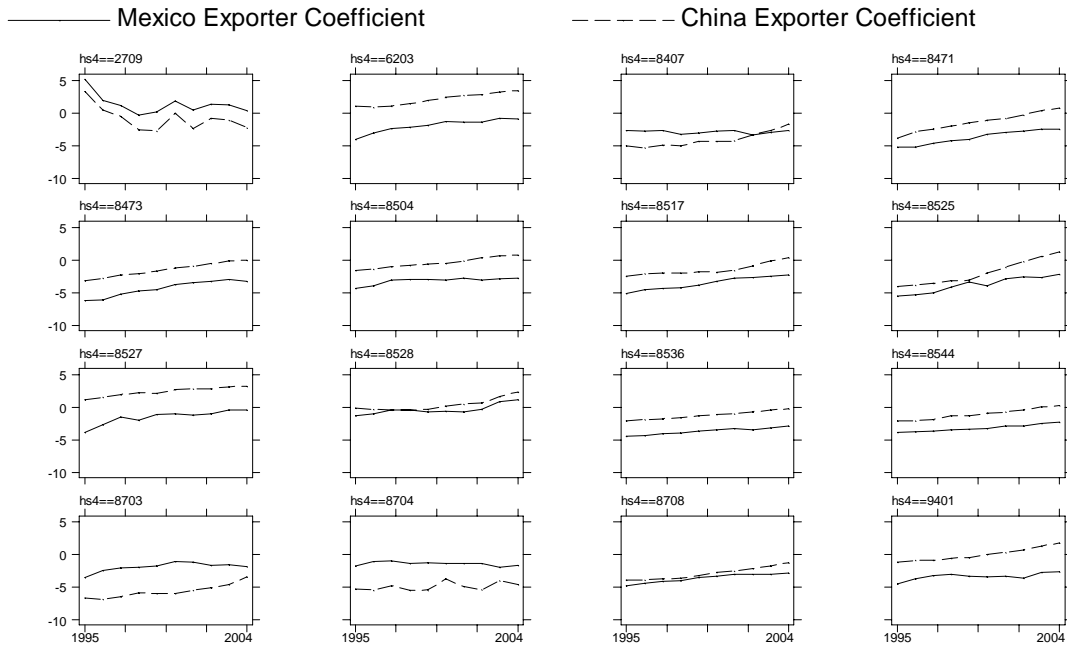 Mexico Exporter Coefficient China Exporter Coefficient
hs4==2709 hs4==6203 hs4==8407 hs4==8471
5
0
-5
-10
hs4==8473 hs4==8504 hs4==8517 hs4==8525
5
0
-5
-10
hs4==8527 hs4==8528 hs4==8536 hs4==8544
5
0
-5
-10
hs4==8703 hs4==8704 hs4==8708 hs4==9401
5
0
-5
-10
1995 2004 1995 2004 1995 2004 1995 2004